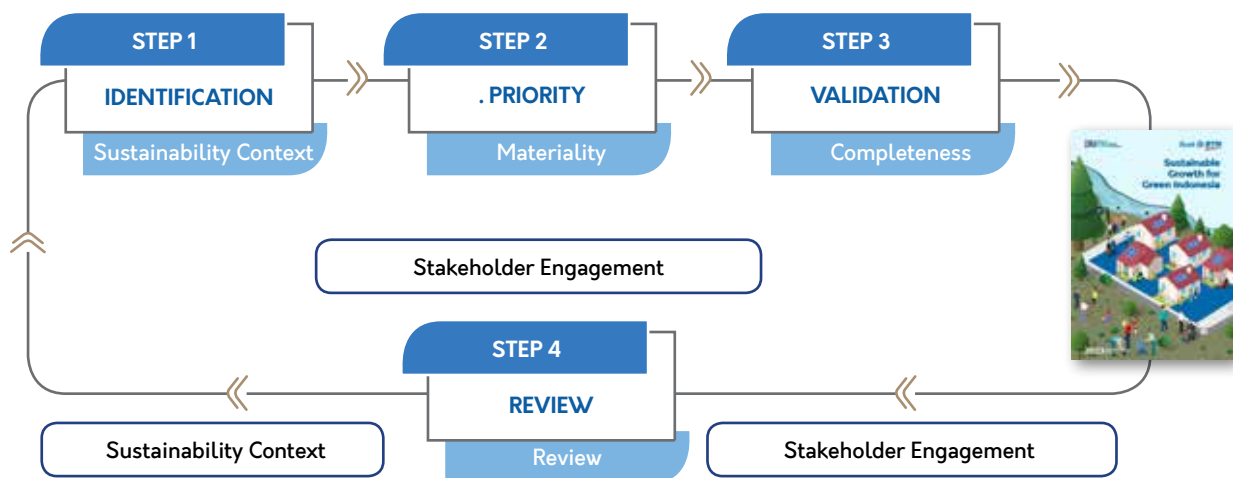 STEP 1
IDENTIFICATION
Sustainability Context
STEP 2
. PRIORITY
Materiality
STEP 3
VALIDATION
Completeness
Sustainable
Growth for
Green Indonesia
Stakeholder Engagement
STEP 4
REVIEW
Review
Sustainability Context
Stakeholder Engagement